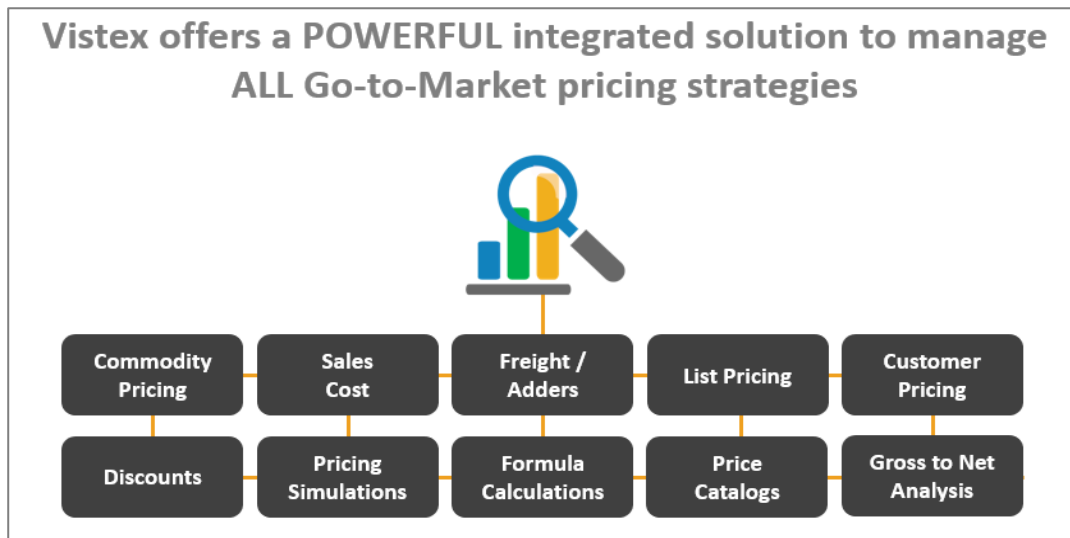 Vistex offers a POWERFUL integrated solution to manage
ALL Go-to-Market pricing strategies
Commodity
Pricing
Sales
Cost
Freight /
Adders
List Pricing
Customer
Pricing
Discounts
Pricing
Simulations
Formula
Calculations
Price
Catalogs
Gross to Net
Analysis